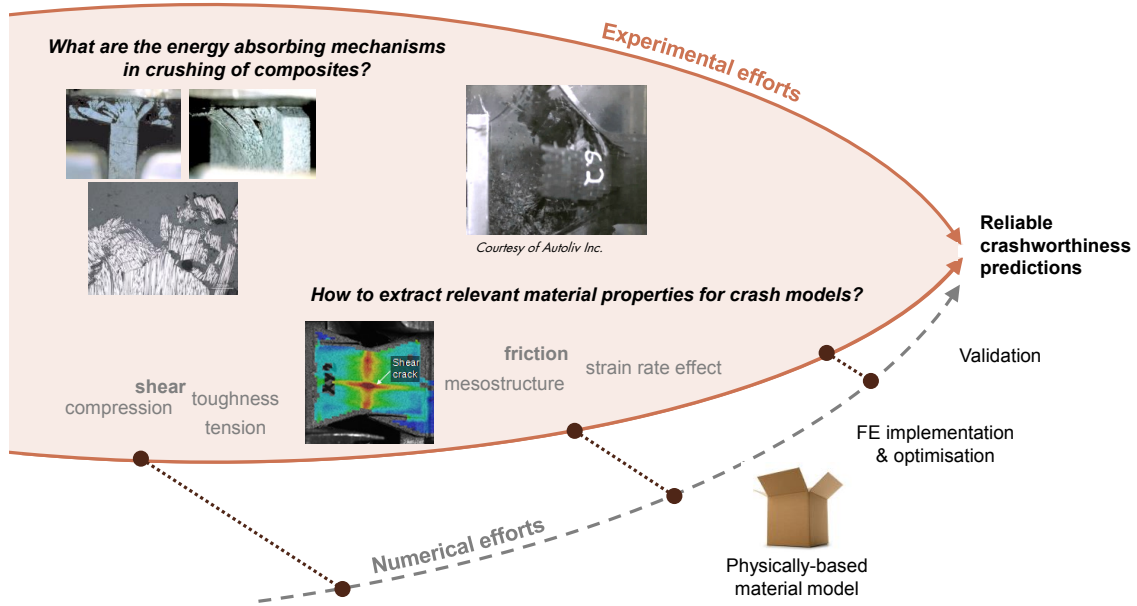 What are the energy absorbing mechanisms
in crushing of composites?
Experimental efforts
62
Courtesy of Autoliv Inc.
Reliable
crashworthiness
predictions
How to extract relevant material properties for crash models?
Shear
crack
shear
compression
toughness
tension
friction
mesostructure
strain rate effect
Validation
FE implementation
& optimisation
Numerical efforts
Physically-based
material model